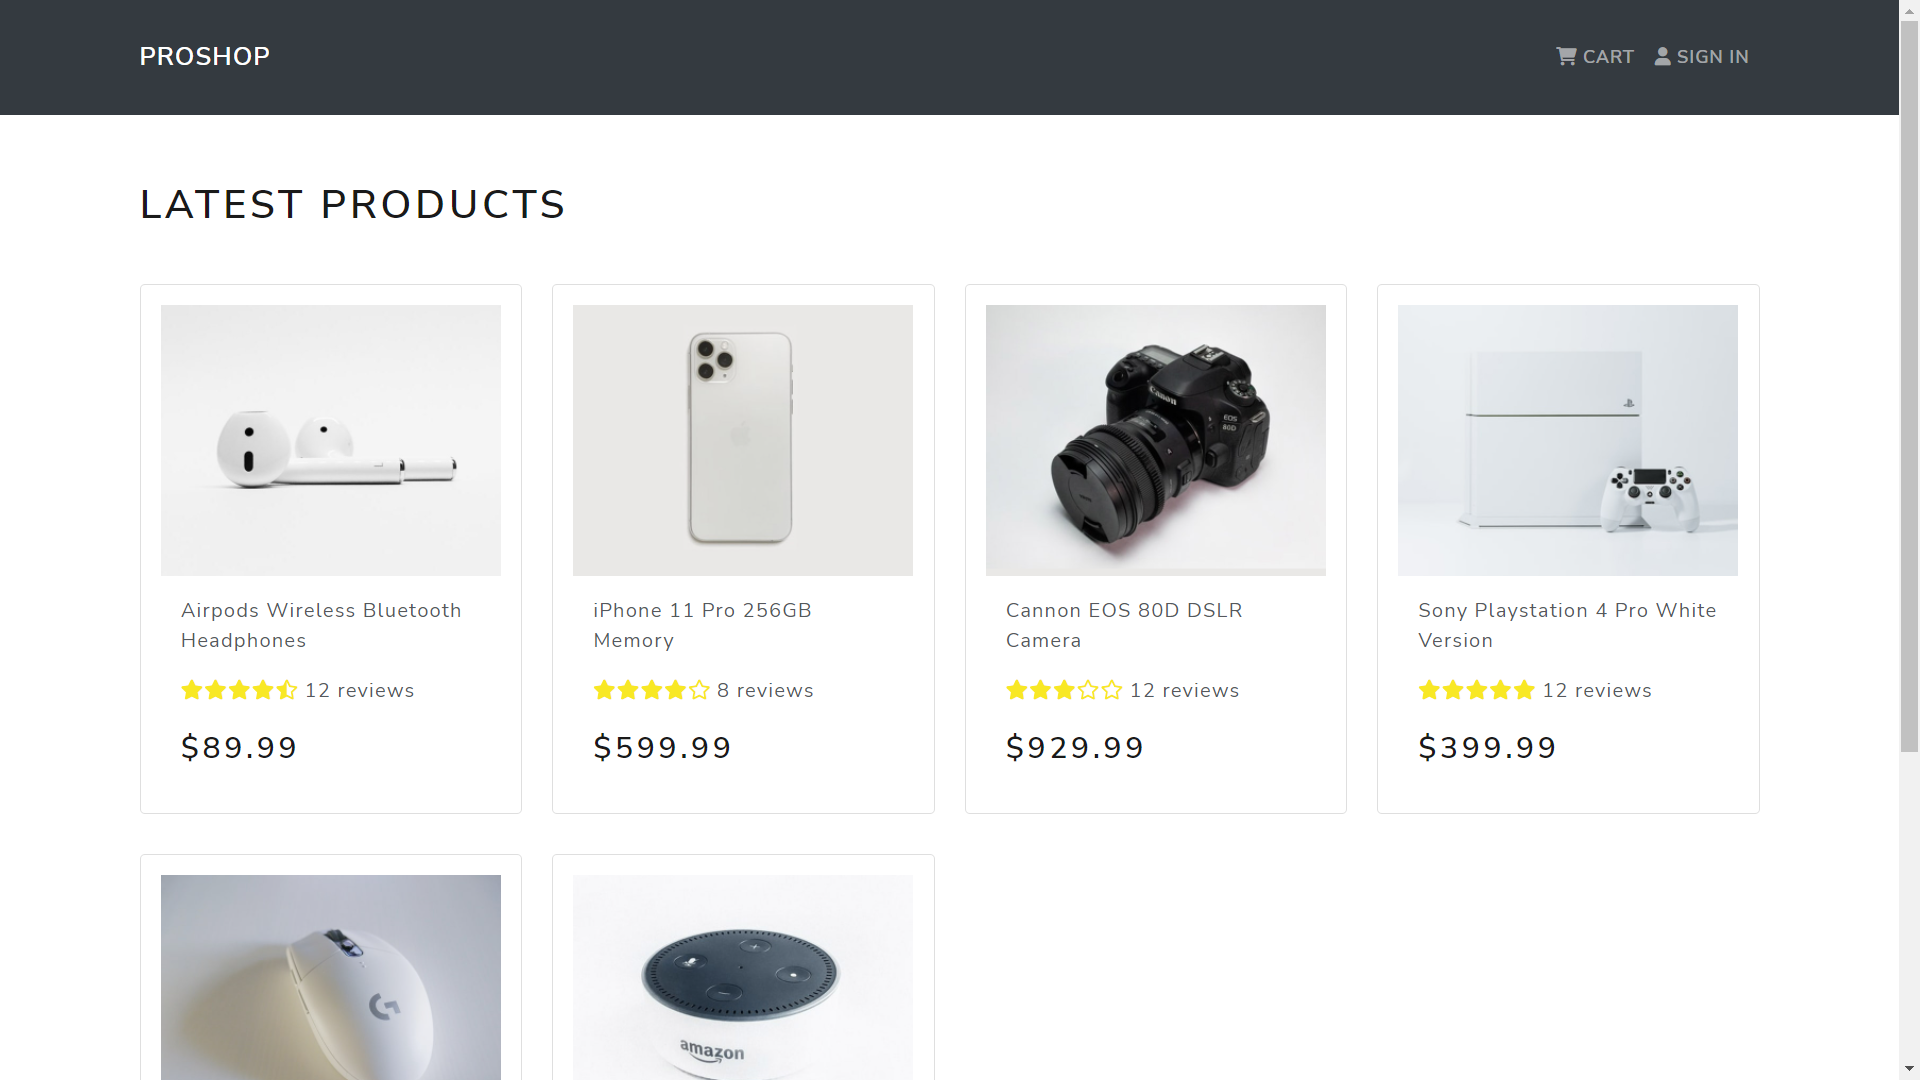 PROSHOP
CART
SIGN IN
LATEST PRODUCTS
Canon
EOS
80D
Airpods Wireless Bluetooth
Headphones
12 reviews
$89.99
iPhone 11 Pro 256GB
Memory
8 reviews
$599.99
Cannon EOS 80D DSLR
Camera
12 reviews
$929.99
Sony Playstation 4 Pro White
Version
12 reviews
$399.99
amazon